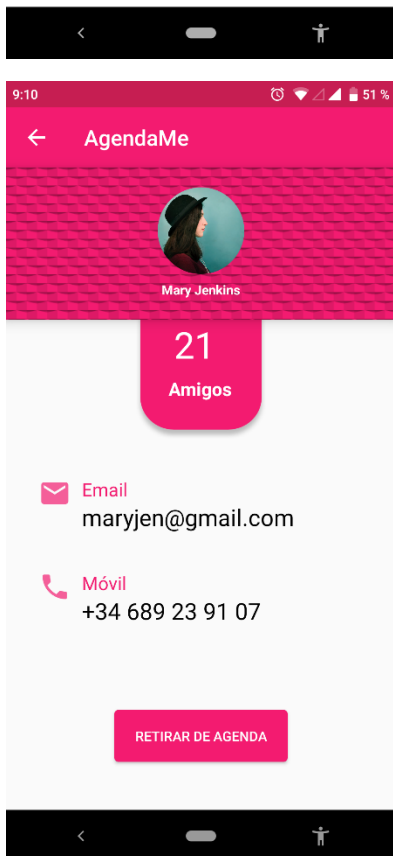 9:10
51 %
AgendaMe
Mary Jenkins
21
Amigos
Email
maryjen@gmail.com
Móvil
+34 689 23 91 07
RETIRAR DE AGENDA